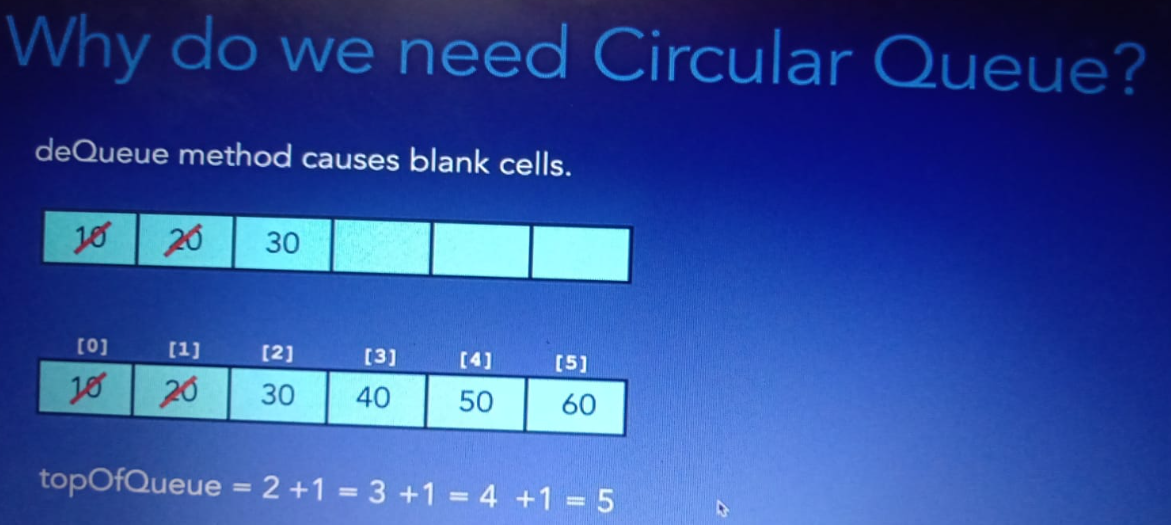 Why do we need Circular Queue?
deQueue method causes blank cells.
10 20 30
[0] [1] [2] [3] [4] [5]
10 20 30 40 50 60
topOfQueue = 2 +1 = 3 +1 = 4 +1 = 5